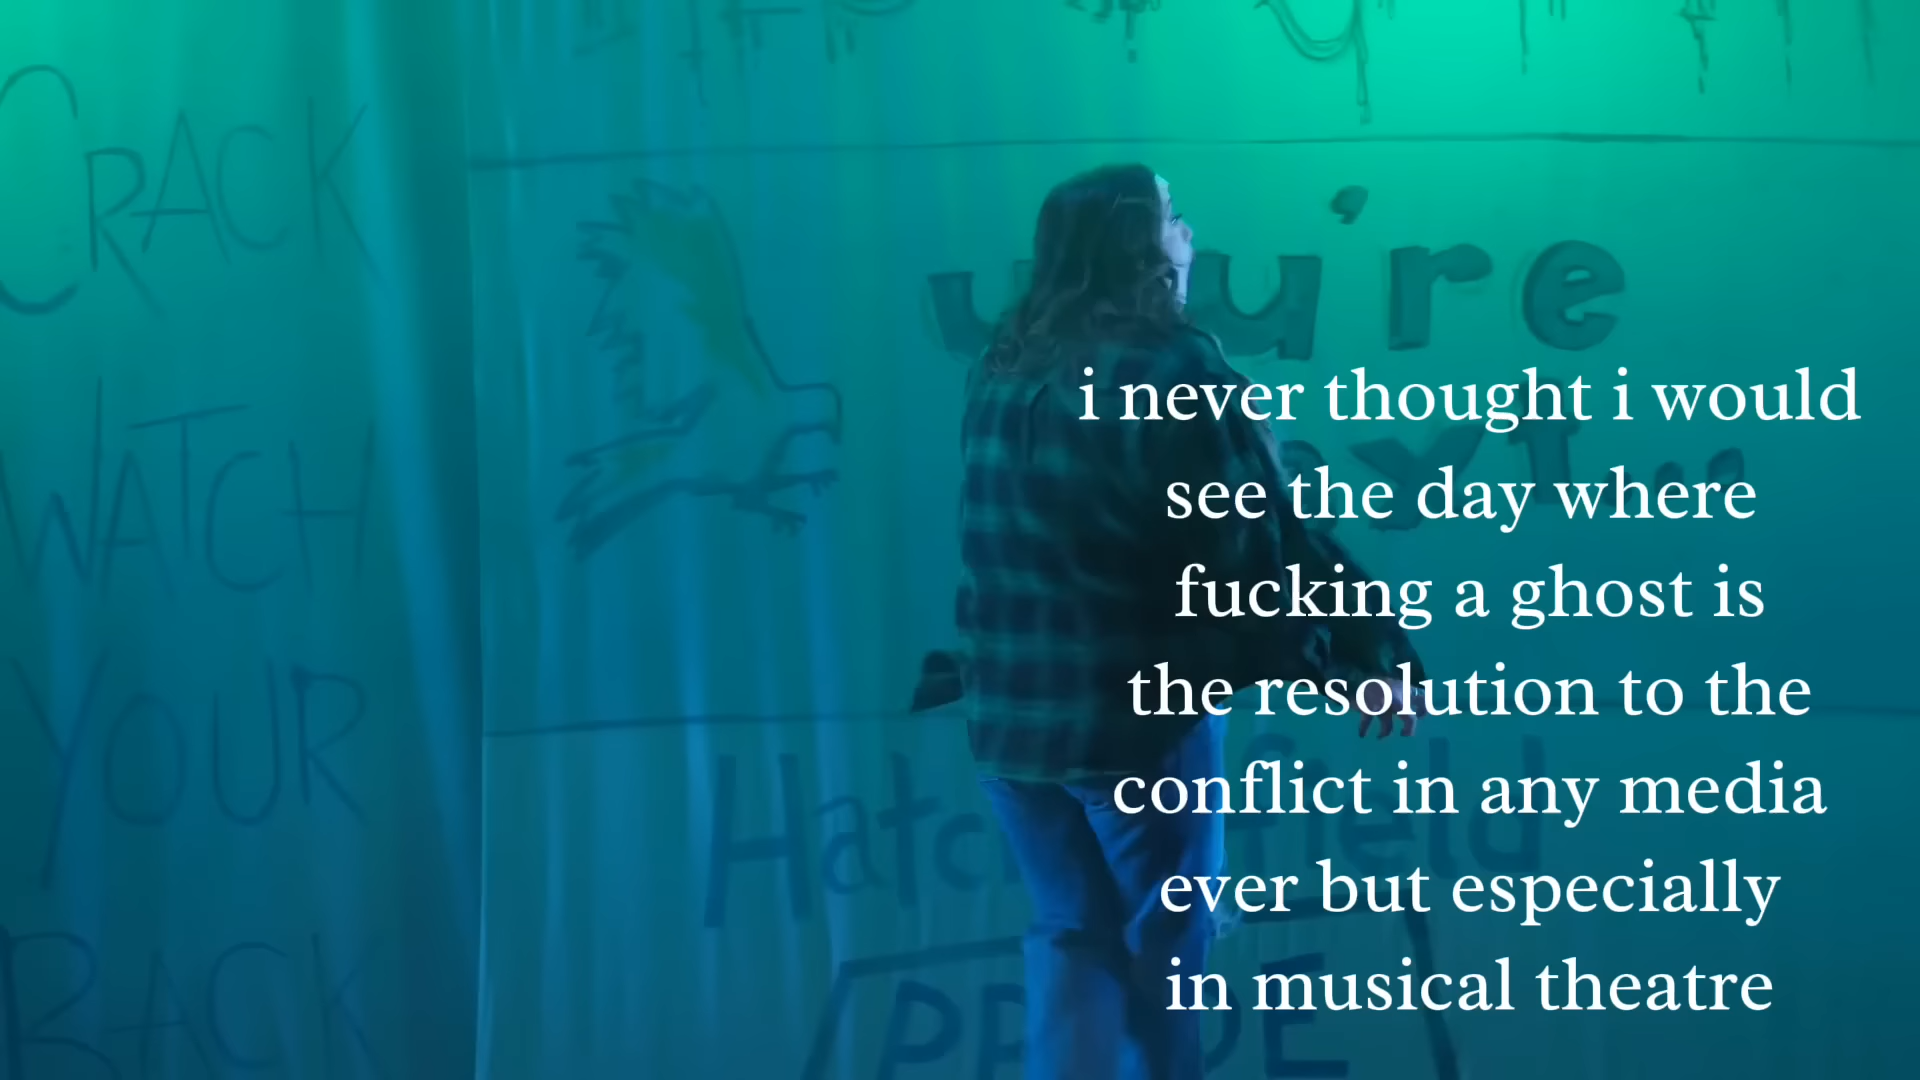 CRACK
WATCH
YOUR
BACK
u're
i never thought i would
see the day where
fucking a ghost is
the resolution to the
conflict in any media
ever but especially
in musical theatre